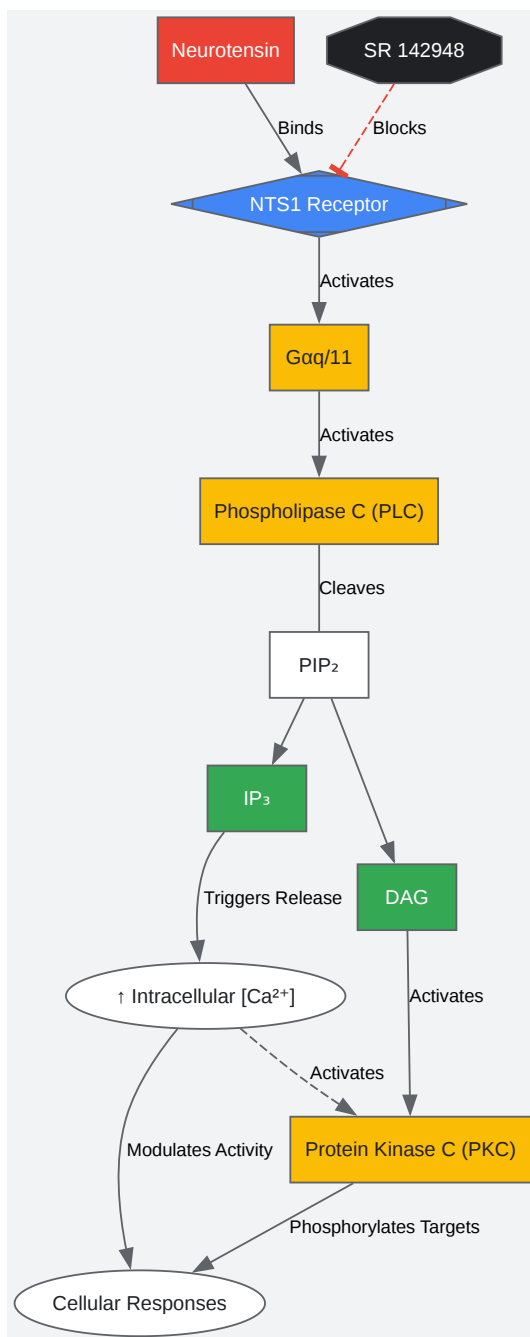 Neurotensin
SR 142948
Binds
Blocks
NTS1 Receptor
Activates
Gαq/11
Activates
Phospholipase C (PLC)
Cleaves
PIP₂
IP₃
Triggers Release
DAG
↑ Intracellular [Ca²⁺]
Activates
Activates
Modulates Activity
Protein Kinase C (PKC)
Phosphorylates Targets
Cellular Responses